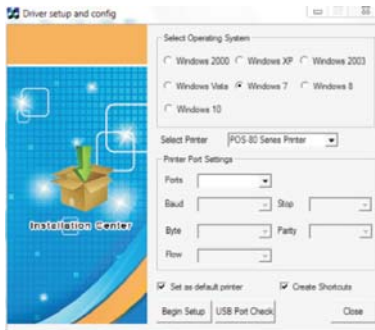 Driver setup and config
Select Operating System
Windows 2000 Windows XP Windows 2003
Windows Vista Windows 7 Windows 8
Windows 10
Select Printer POS-80 Series Printer
Printer Port Settings
Ports
Baud Stop
Byte Parity
Flow
Installation Center
Set as default printer Create Shortcuts
Begin Setup USB Port Check Close